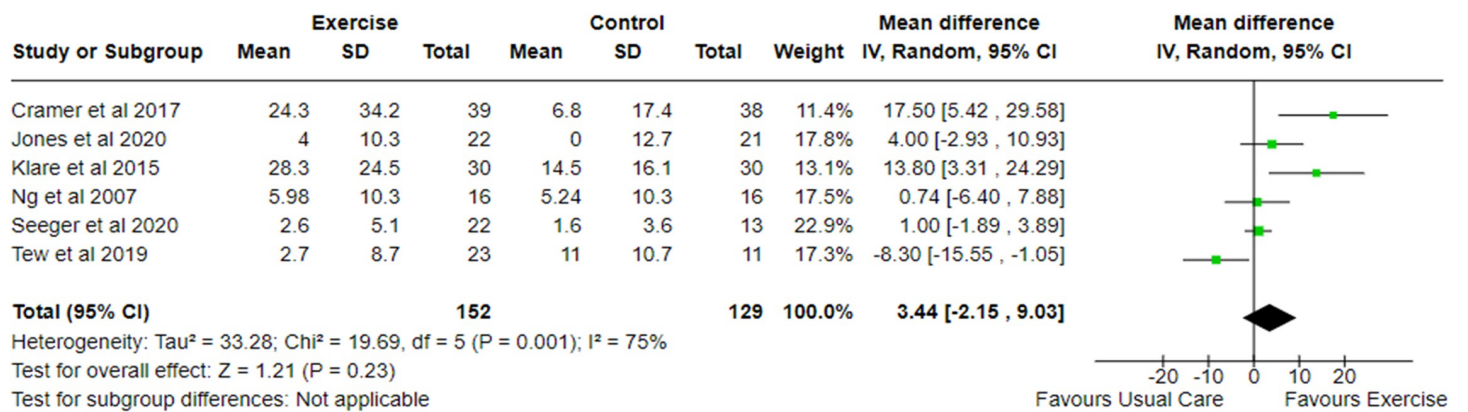 Exercise Control Mean difference Mean difference
Study or Subgroup Mean SD Total Mean SD Total Weight IV, Random, 95% CI IV, Random, 95% CI
Cramer et al 2017 24.3 34.2 39 6.8 17.4 38 11.4% 17.50 [5.42 , 29.58]
Jones et al 2020 4 10.3 22 0 12.7 21 17.8% 4.00 [-2.93 , 10.93]
Klare et al 2015 28.3 24.5 30 14.5 16.1 30 13.1% 13.80 [3.31 , 24.29]
Ng et al 2007 5.98 10.3 16 5.24 10.3 16 17.5% 0.74 [-6.40 , 7.88]
Seeger et al 2020 2.6 5.1 22 1.6 3.6 13 22.9% 1.00 [-1.89 , 3.89]
Tew et al 2019 2.7 8.7 23 11 10.7 11 17.3% -8.30 [-15.55 , -1.05]
Total (95% CI) 152 129 100.0% 3.44 [-2.15 , 9.03]
Heterogeneity: Tau² = 33.28; Chi² = 19.69, df = 5 (P = 0.001); I² = 75%
Test for overall effect: Z = 1.21 (P = 0.23)
-20 -10 0 10 20
Test for subgroup differences: Not applicable
Favours Usual Care Favours Exercise